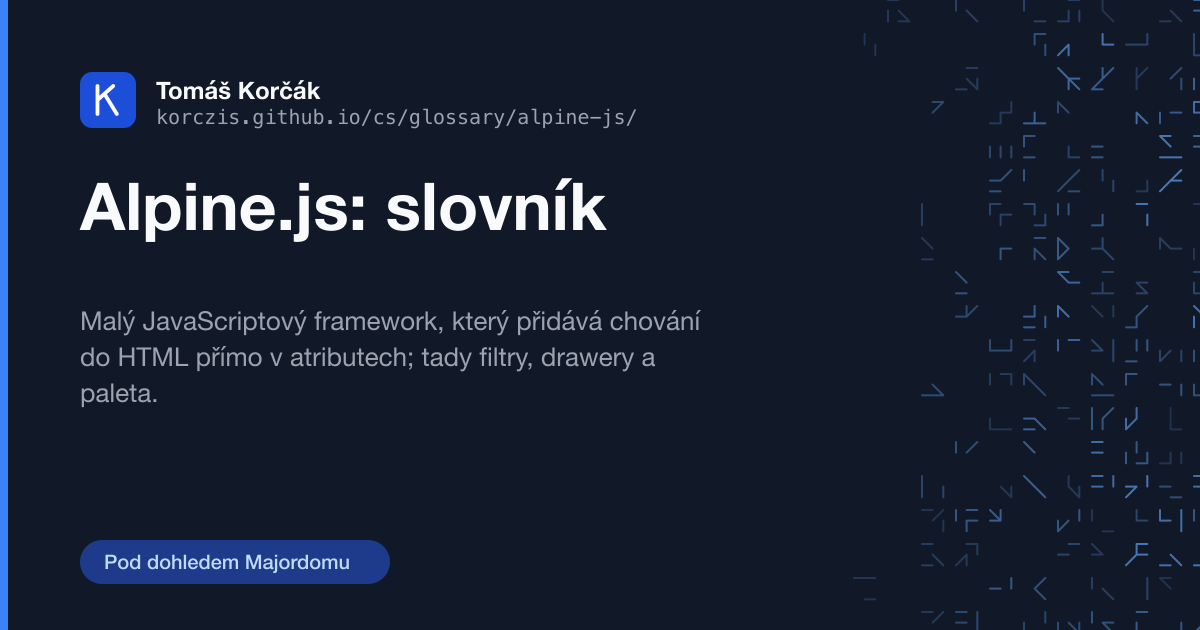 Tomáš Korčák
korczis.github.io/cs/glossary/alpine-js/
Alpine.js: slovník
Malý JavaScriptový framework, který přidává chování
do HTML přímo v atributech; tady filtry, drawery a
paleta.
Pod dohledem Majordomu